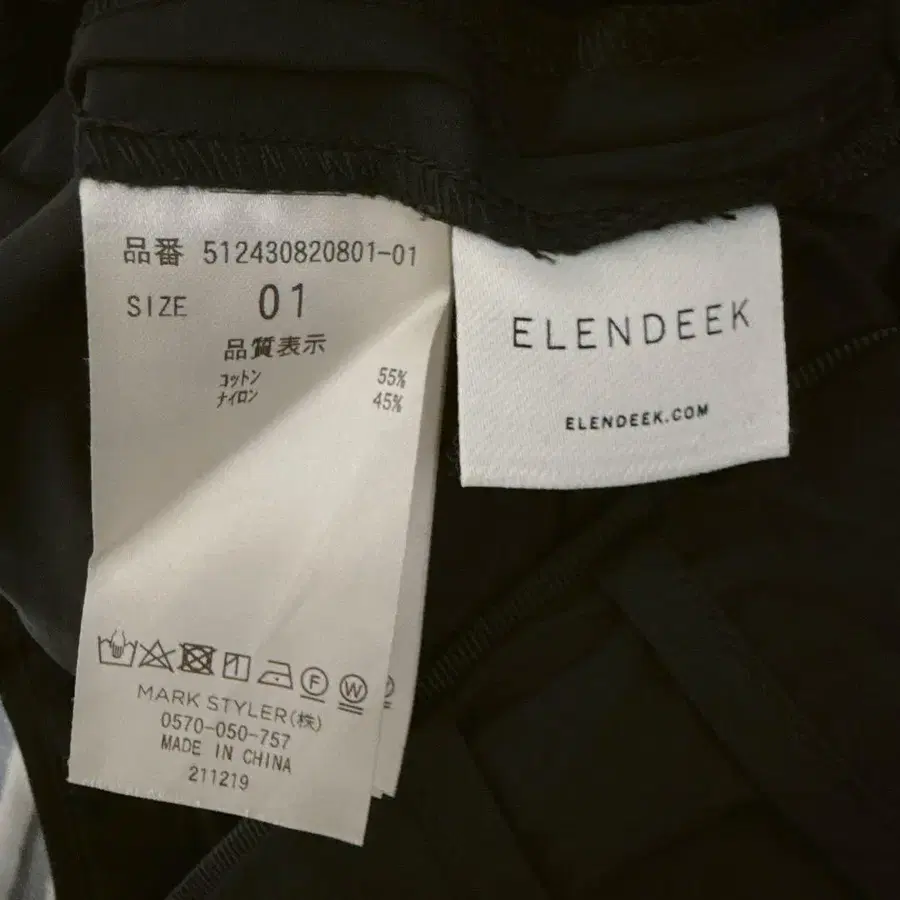 品番 512430820801-01
SIZE 01
品質表示
コットン 55%
ナイロン 45%
F W
MARK STYLER(株)
0570-050-757
MADE IN CHINA
211219
ELENDEEK
ELENDEEK.COM